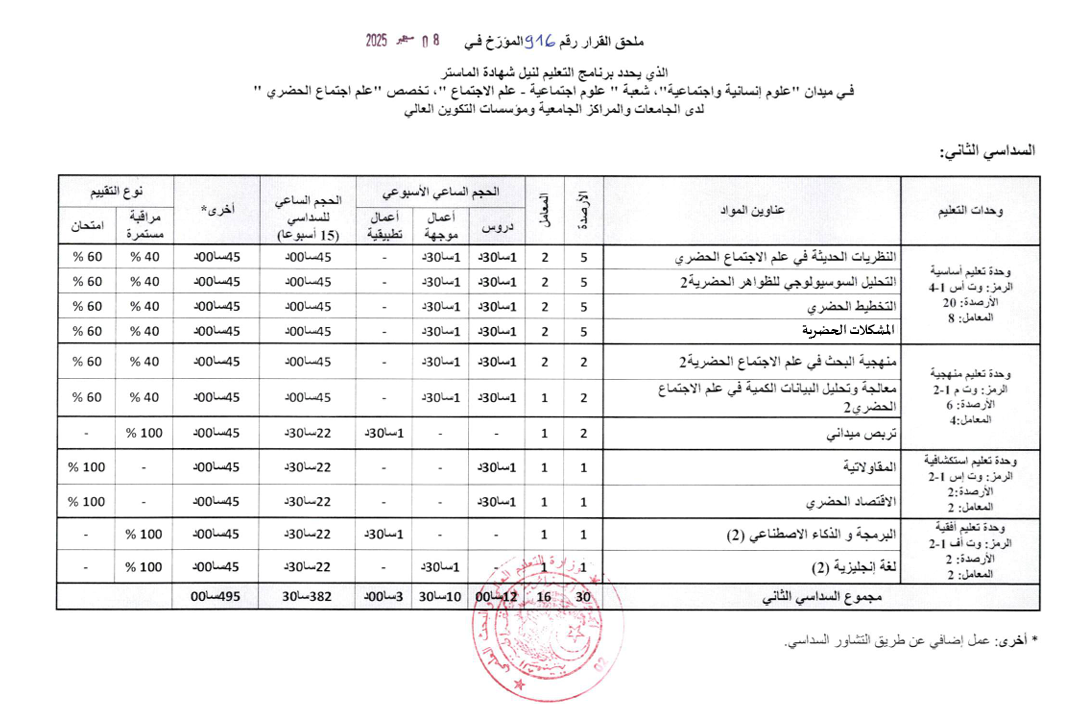 ملحق القرار رقم 916 المؤرّخ في 08 سبتمبر 2025
الذي يحدد برنامج التعليم لنيل شهادة الماستر
في ميدان "علوم إنسانية واجتماعية"، شعبة " علوم اجتماعية - علم الاجتماع "، تخصص "علم اجتماع الحضري "
لدى الجامعات والمراكز الجامعية ومؤسسات التكوين العالي
السداسي الثاني:
وحدات التعليم | عناوين المواد | الأرصدة | المعامل | الحجم الساعي الأسبوعي | الحجم الساعي للسداسي (15 أسبوعا) | أخرى* | نوع التقييم
دروس | أعمال موجهة | أعمال تطبيقية | مراقبة مستمرة | امتحان
وحدة تعليم أساسية
الرمز: وت أس 1-4
الأرصدة: 20
المعامل: 8
النظريات الحديثة في علم الاجتماع الحضري | 5 | 2 | 1سا30د | 1سا30د | - | 45سا00د | 45سا00د | 40 % | 60 %
التحليل السوسيولوجي للظواهر الحضرية2 | 5 | 2 | 1سا30د | 1سا30د | - | 45سا00د | 45سا00د | 40 % | 60 %
التخطيط الحضري | 5 | 2 | 1سا30د | 1سا30د | - | 45سا00د | 45سا00د | 40 % | 60 %
المشكلات الحضرية | 5 | 2 | 1سا30د | 1سا30د | - | 45سا00د | 45سا00د | 40 % | 60 %
وحدة تعليم منهجية
الرمز: وت م 1-2
الأرصدة: 6
المعامل:4
منهجية البحث في علم الاجتماع الحضرية2 | 2 | 2 | 1سا30د | 1سا30د | - | 45سا00د | 45سا00د | 40 % | 60 %
معالجة وتحليل البيانات الكمية في علم الاجتماع الحضري2 | 2 | 1 | 1سا30د | 1سا30د | - | 45سا00د | 45سا00د | 40 % | 60 %
تربص ميداني | 2 | 1 | - | - | 1سا30د | 22سا30د | 45سا00د | 100 % | -
وحدة تعليم استكشافية
الرمز: وت إس 1-2
الأرصدة:2
المعامل: 2
المقاولاتية | 1 | 1 | 1سا30د | - | - | 22سا30د | 45سا00د | - | 100 %
الاقتصاد الحضري | 1 | 1 | 1سا30د | - | - | 22سا30د | 45سا00د | - | 100 %
وحدة تعليم أفقية
الرمز: وت أف 1-2
الأرصدة: 2
المعامل: 2
البرمجة و الذكاء الاصطناعي (2) | 1 | 1 | - | - | 1سا30د | 22سا30د | 45سا00د | 100 % | -
لغة إنجليزية (2) | 1 | 1 | - | 1سا30د | - | 22سا30د | 45سا00د | 100 % | -
مجموع السداسي الثاني | 30 | 16 | 12سا00 | 10سا30 | 3سا00د | 382سا30 | 495سا00
* أخرى: عمل إضافي عن طريق التشاور السداسي.
02